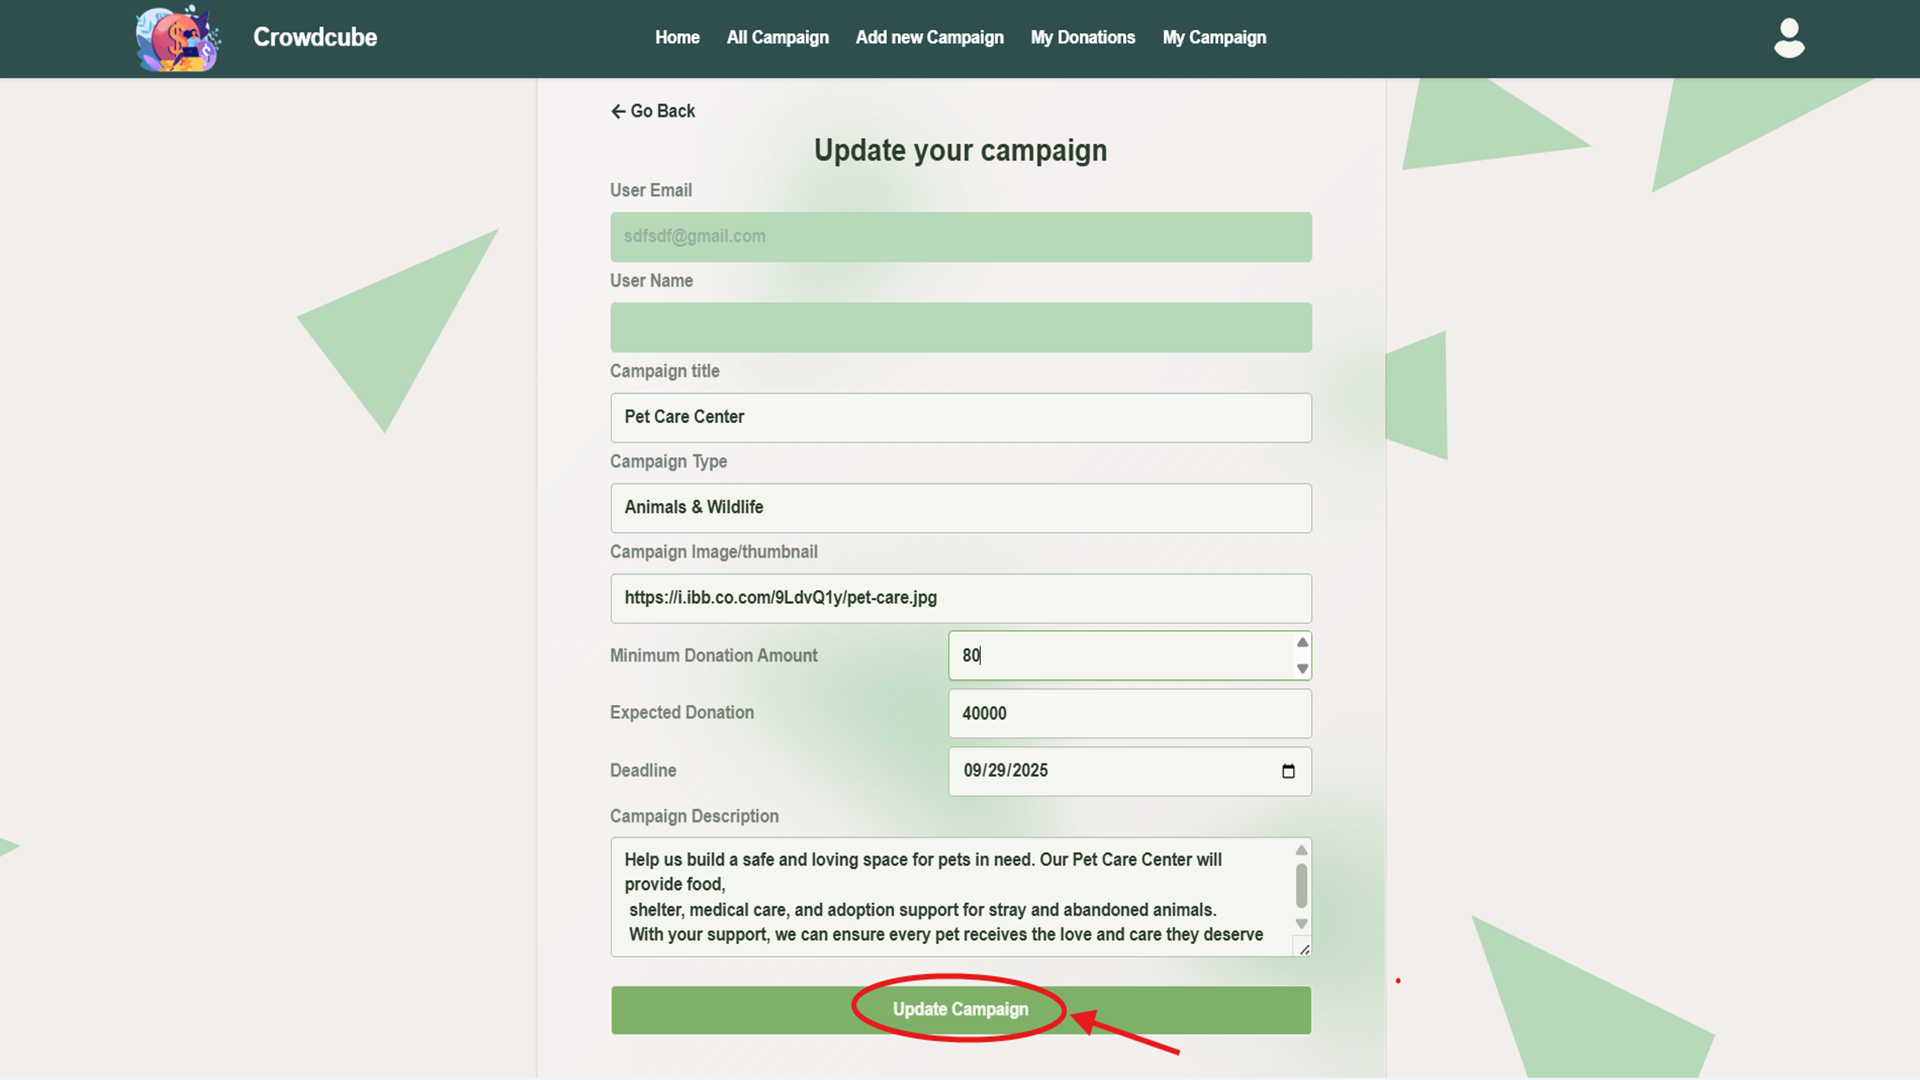 Crowdcube
Home All Campaign Add new Campaign My Donations My Campaign
Go Back
Update your campaign
User Email
sdfsdf@gmail.com
User Name
Campaign title
Pet Care Center
Campaign Type
Animals & Wildlife
Campaign Image/thumbnail
https://i.ibb.co.com/9LdvQ1y/pet-care.jpg
Minimum Donation Amount
80
Expected Donation
40000
Deadline
09/29/2025
Campaign Description
Help us build a safe and loving space for pets in need. Our Pet Care Center will
provide food,
shelter, medical care, and adoption support for stray and abandoned animals.
With your support, we can ensure every pet receives the love and care they deserve
Update Campaign